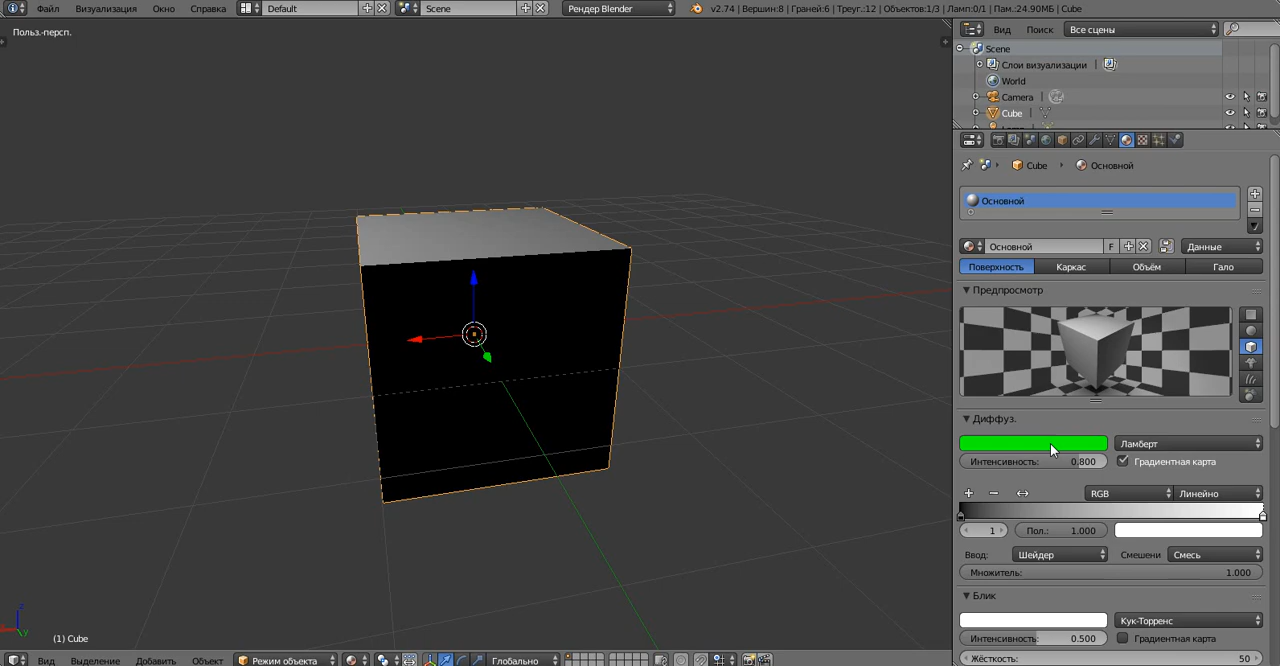 Файл Визуализация Окно Справка Default Scene Рендер Blender v2.74 | Вершин:8 | Граней:6 | Треуг.:12 | Объектов:1/3 | Ламп:0/1 | Пам.:24.90МБ | Cube
Польз.-персп.
Вид Поиск Все сцены
Scene
Слои визуализации
World
Camera
Cube
Cube Основной
Основной
Основной F Данные
Поверхность Каркас Объём Гало
Предпросмотр
Диффуз.
Ламберт
Интенсивность: 0.800 Градиентная карта
RGB Линейно
1 Пол.: 1.000
Ввод: Шейдер Смешени Смесь
Множитель: 1.000
Блик
Кук-Торренс
(1) Cube
Интенсивность: 0.500 Градиентная карта
Жёсткость: 50
Вид Выделение Добавить Объект Режим объекта Глобально